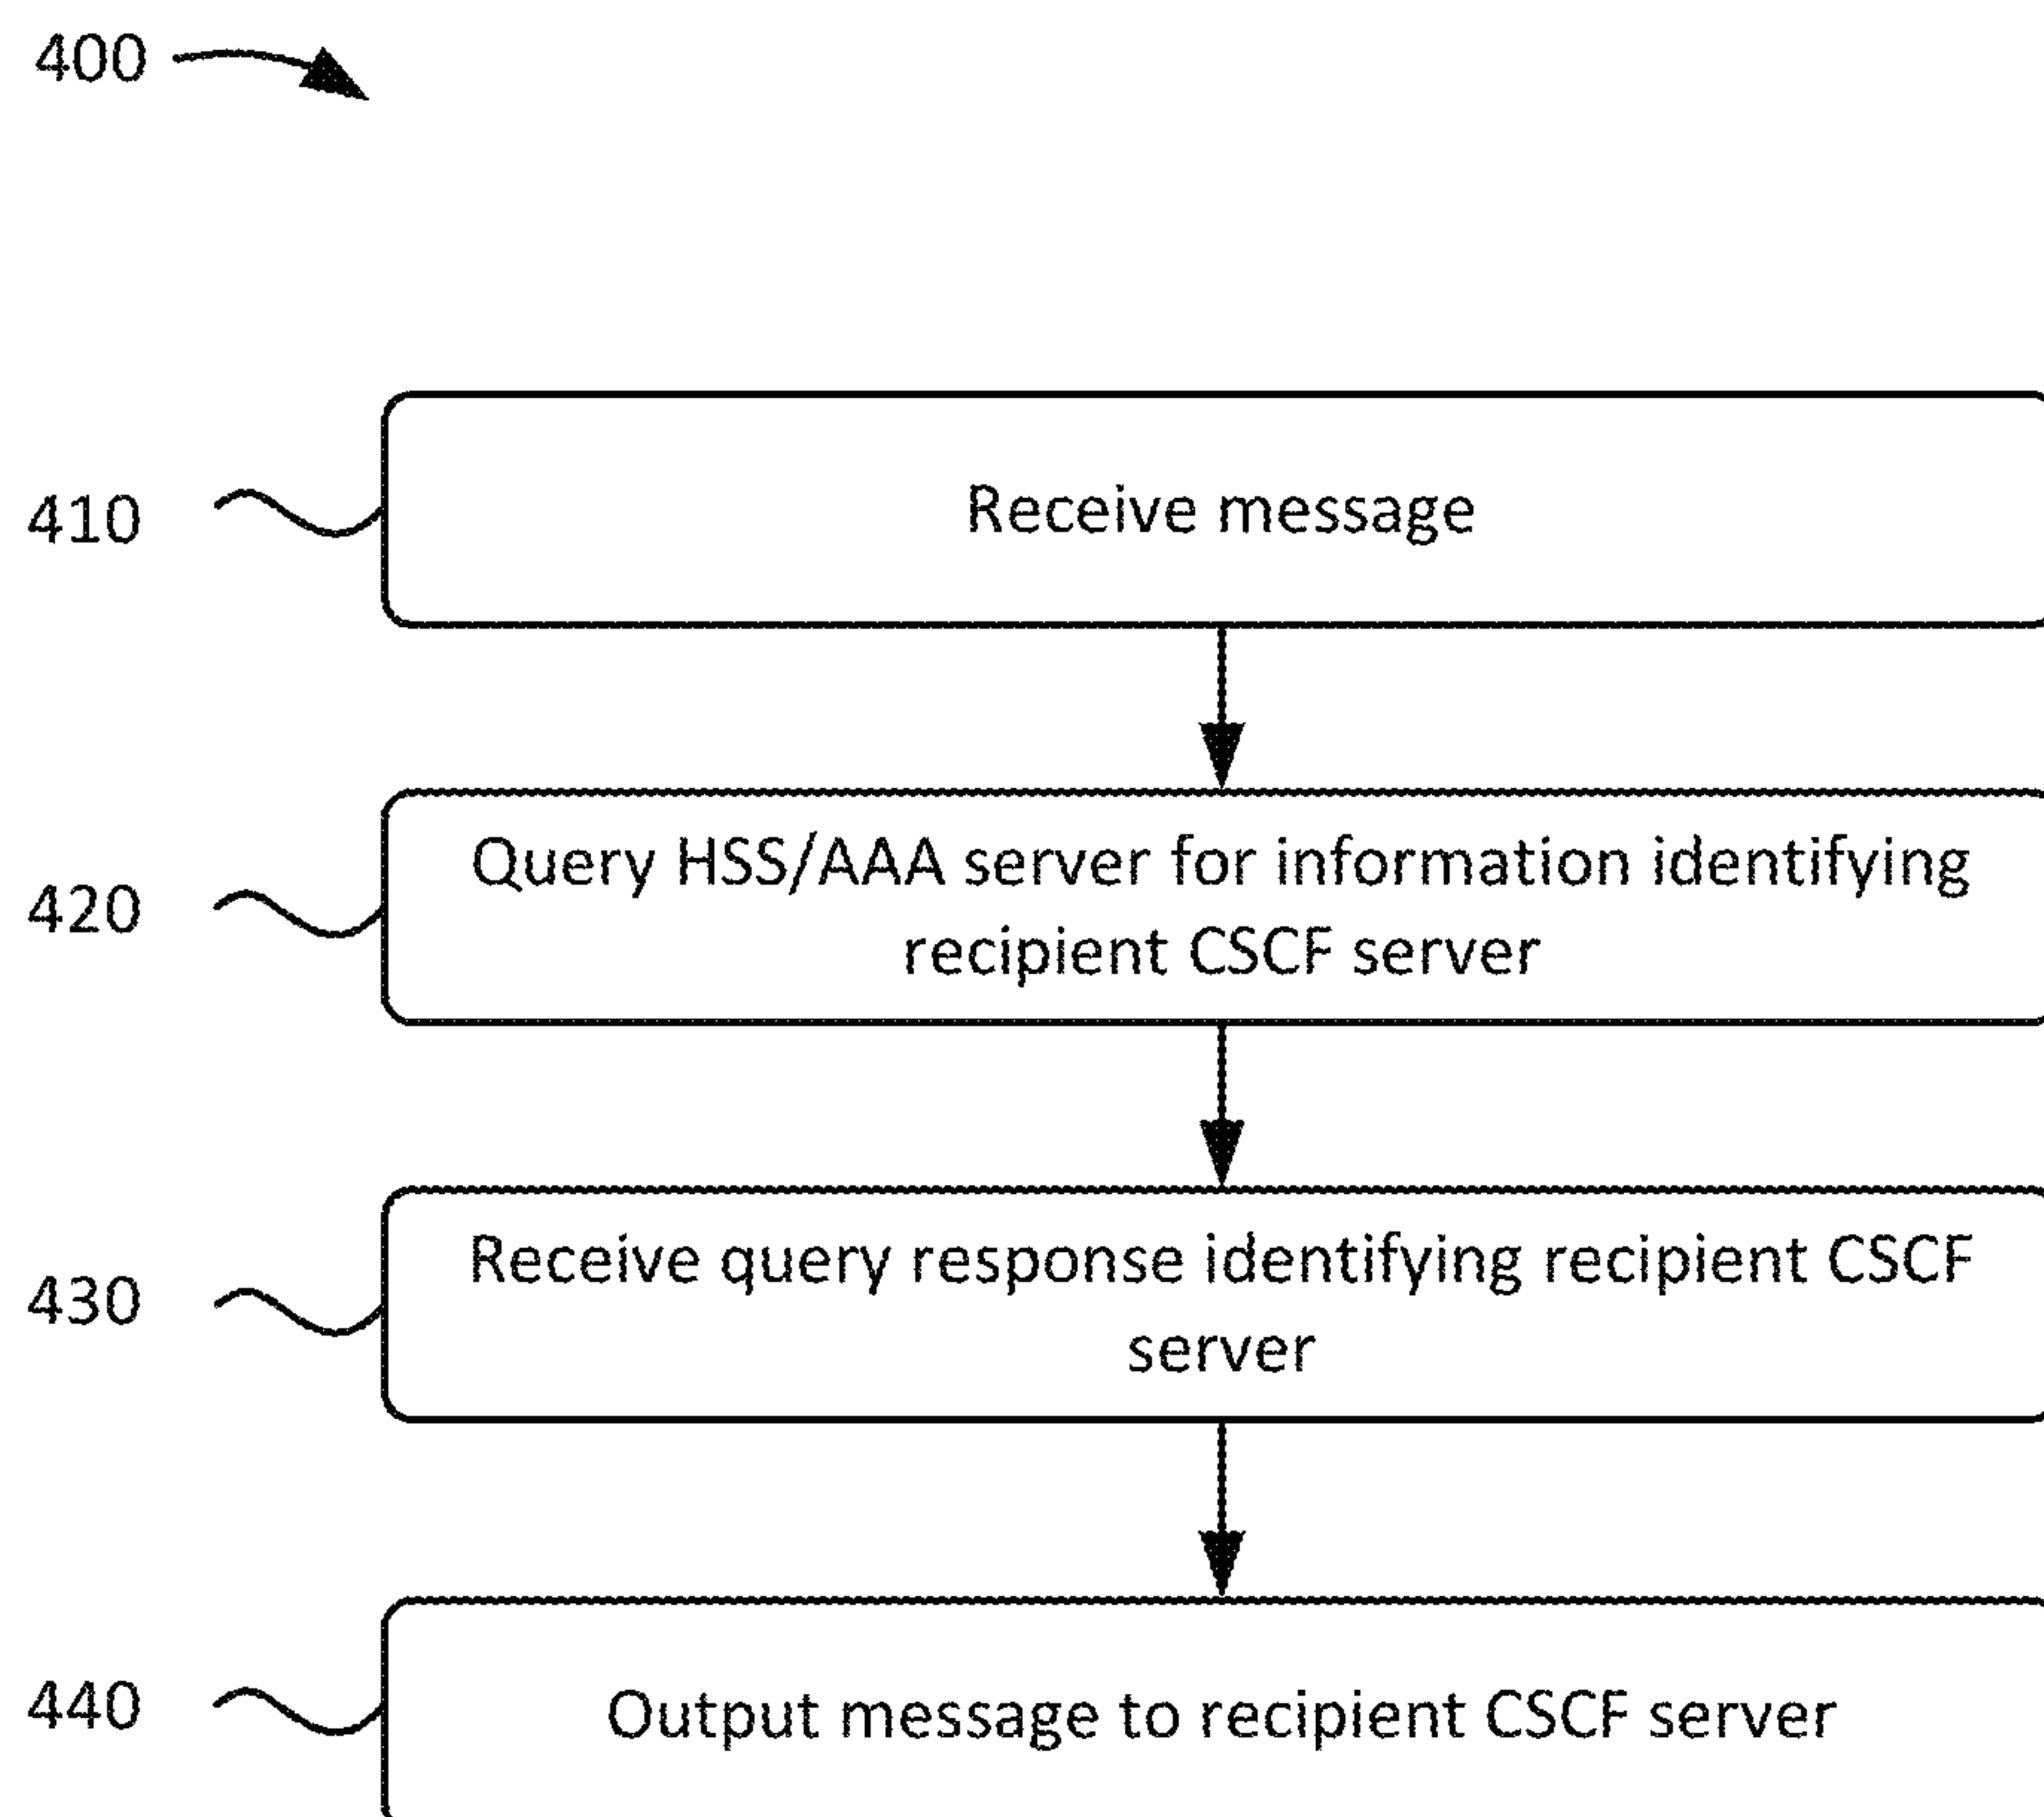 400
410
Receive message
420
Query HSS/AAA server for information identifying
recipient CSCF server
430
Receive query response identifying recipient CSCF
server
440
Output message to recipient CSCF server